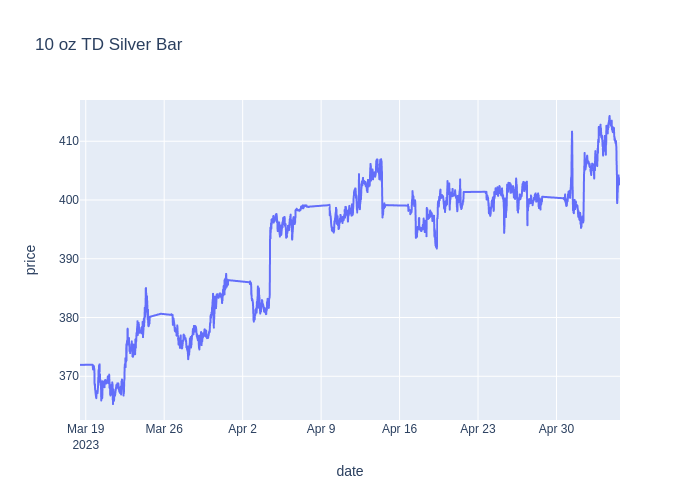 10 oz TD Silver Bar
410
400
390
380
370
price
Mar 19
2023
Mar 26
Apr 2
Apr 9
Apr 16
Apr 23
Apr 30
date